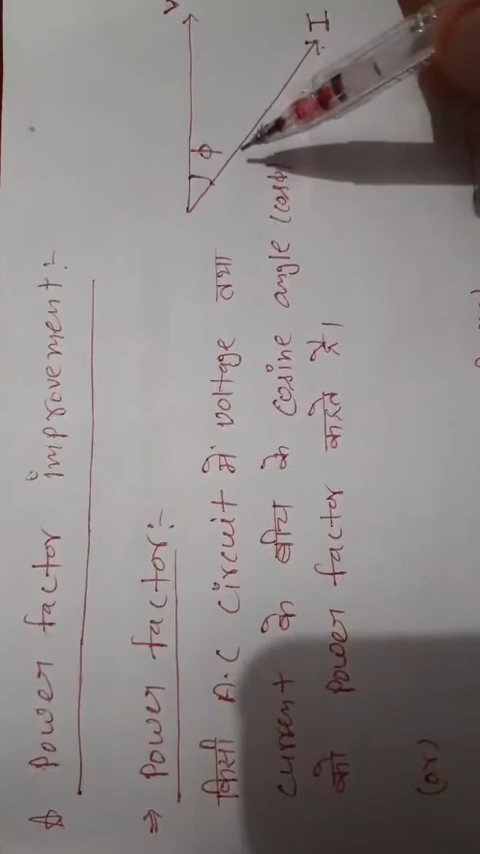 ☆ Power factor improvement:-
⇒ Power factor:-
किसी A.C circuit में voltage तथा
current के बीच के cosine angle (cosϕ)
को Power factor कहते है।
(or)
V
ϕ
I